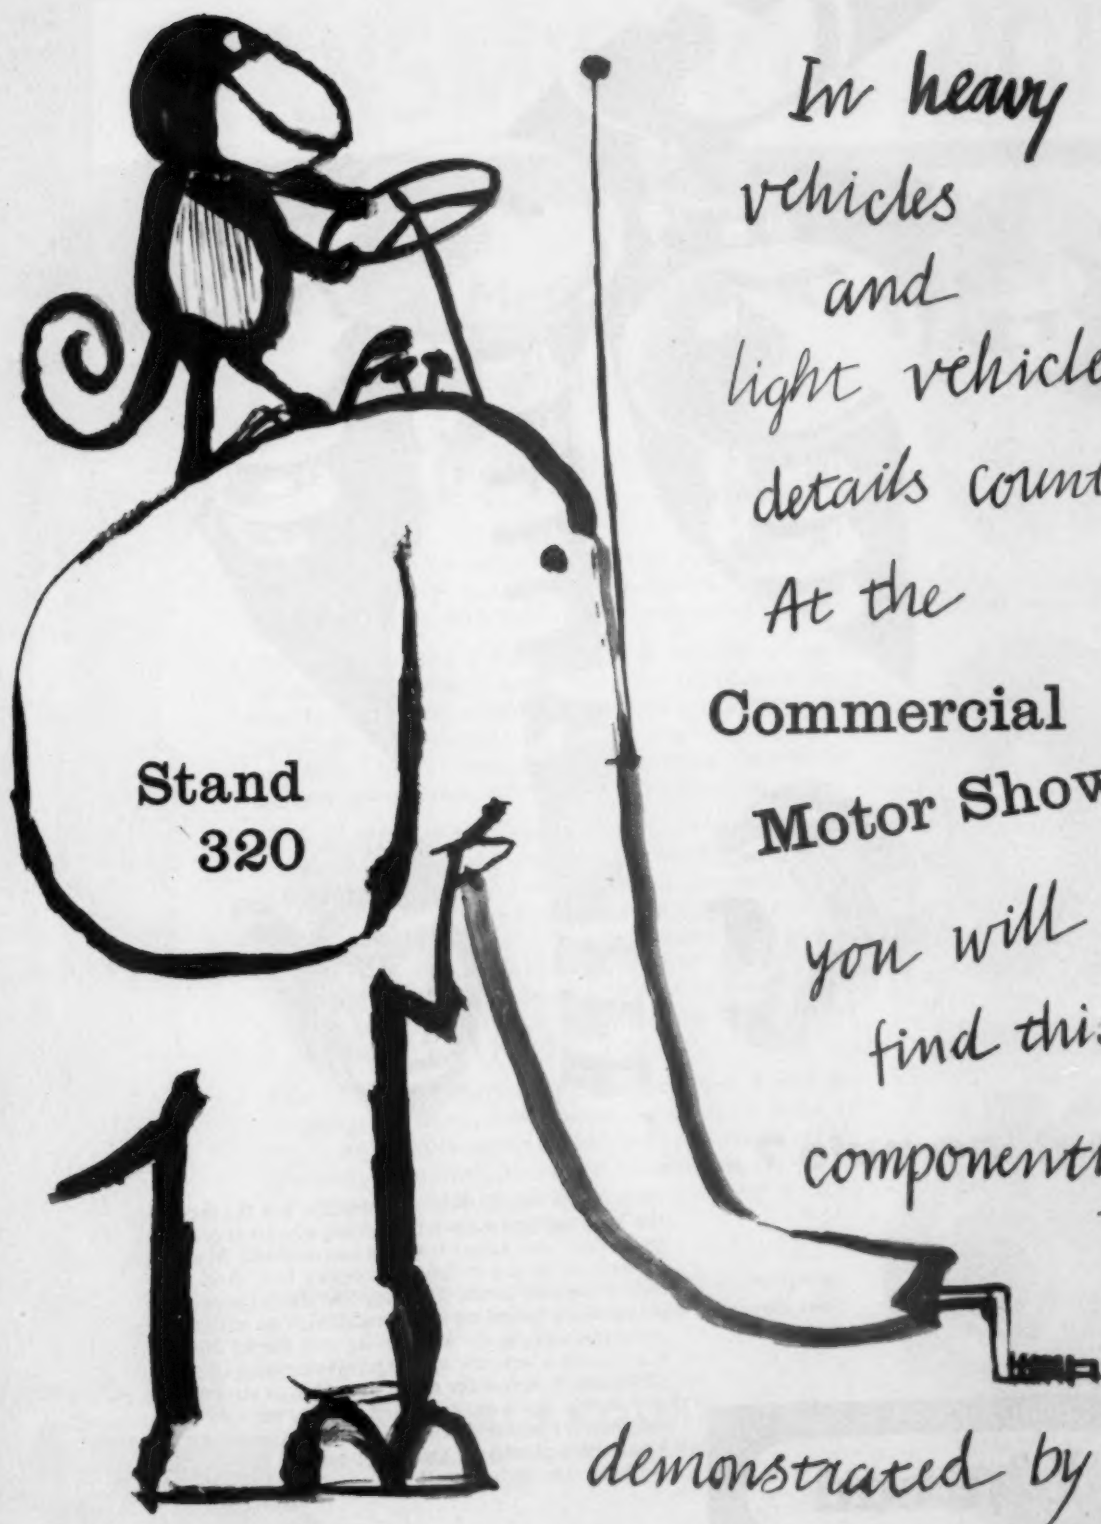 In heavy
vehicles
and
light vehicle
details count
At the
Commercial
Motor Show
you will
find this
component
demonstrated by
Stand
320